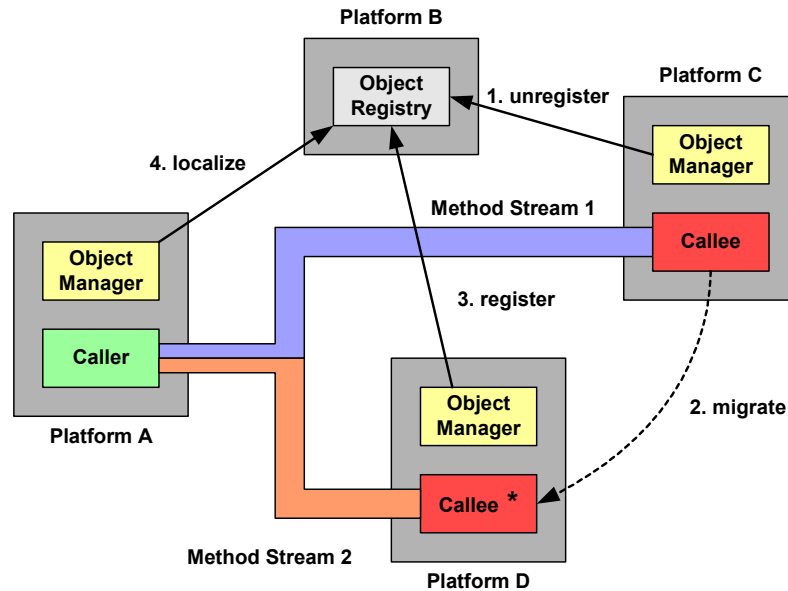 Platform B
Object
Registry
Platform C
1. unregister
Object
Manager
4. localize
Method Stream 1
Callee
Object
Manager
3. register
Caller
Object
Manager
2. migrate
Platform A
Callee *
Method Stream 2
Platform D